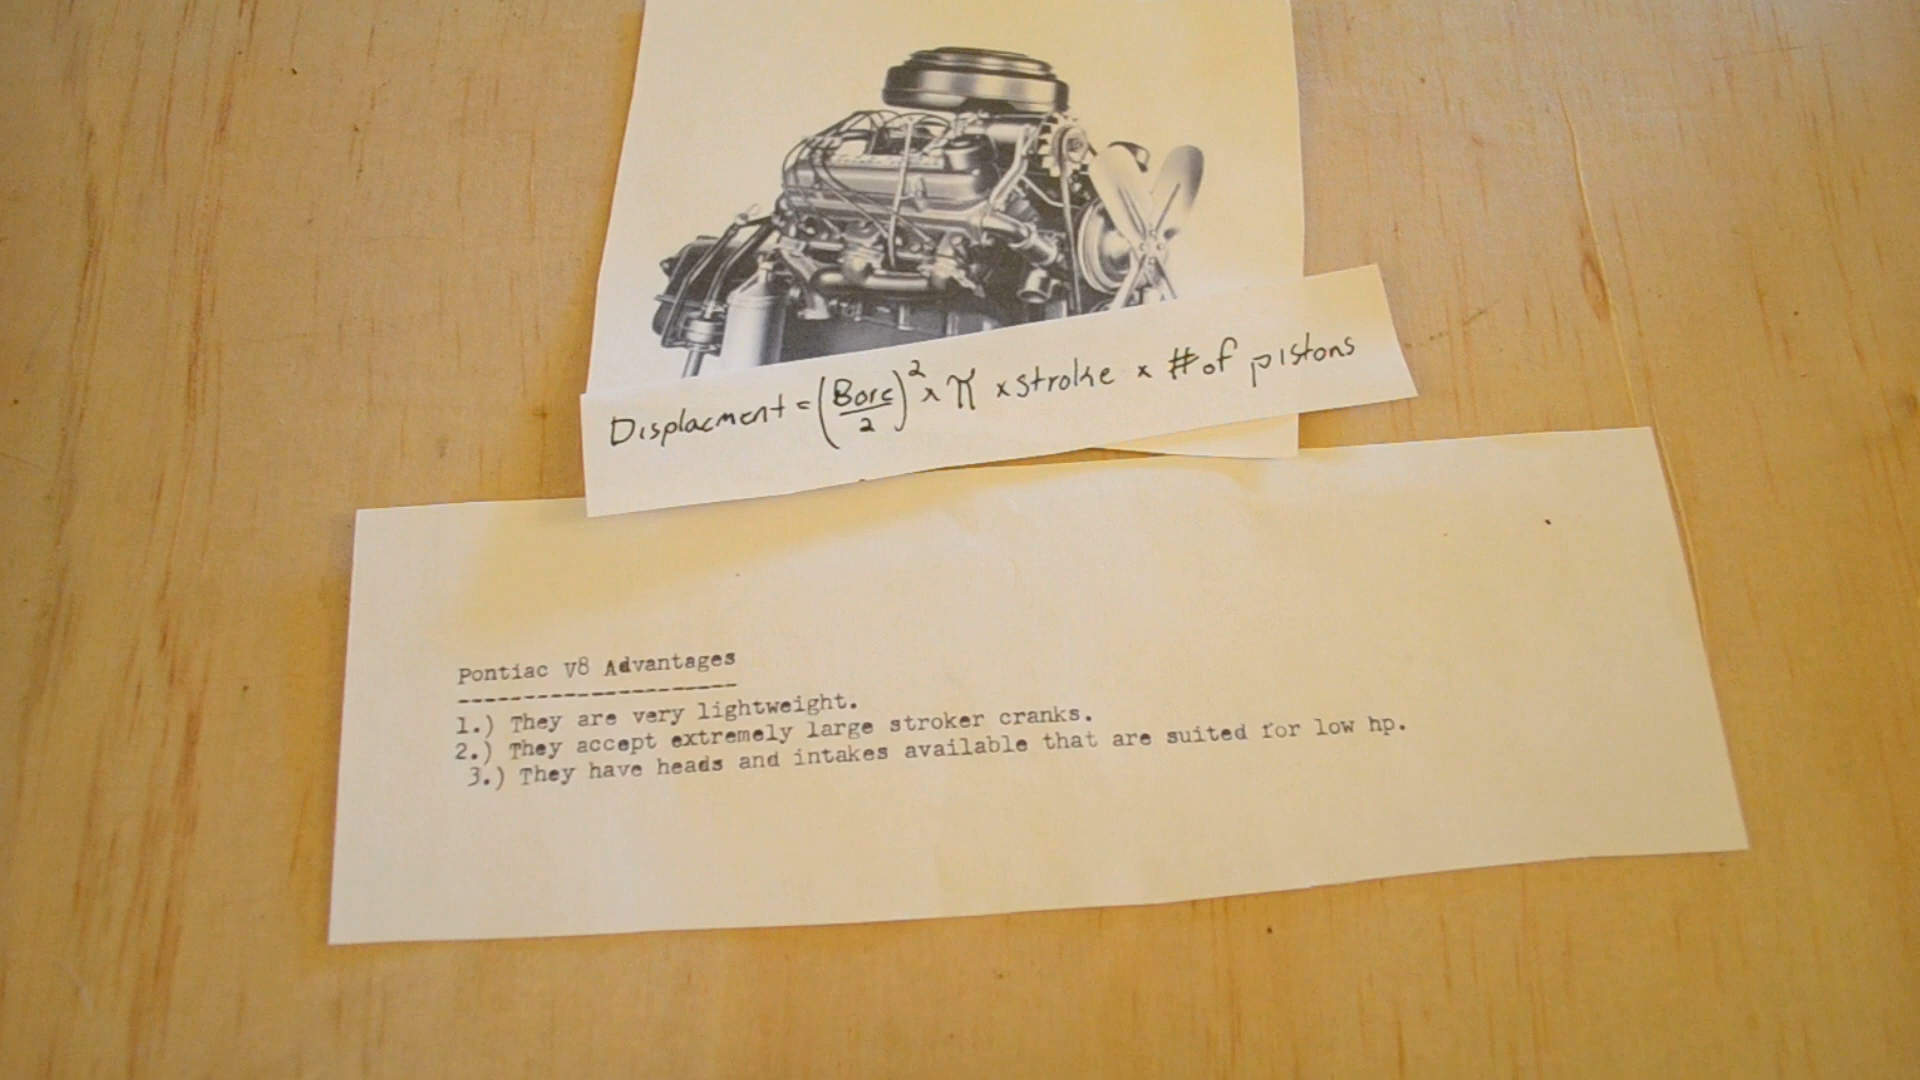 Displacment = (Bore/2)² x π x stroke x # of pistons
Pontiac V8 Advantages
---------------------
1.) They are very lightweight.
2.) They accept extremely large stroker cranks.
3.) They have heads and intakes available that are suited for low hp.